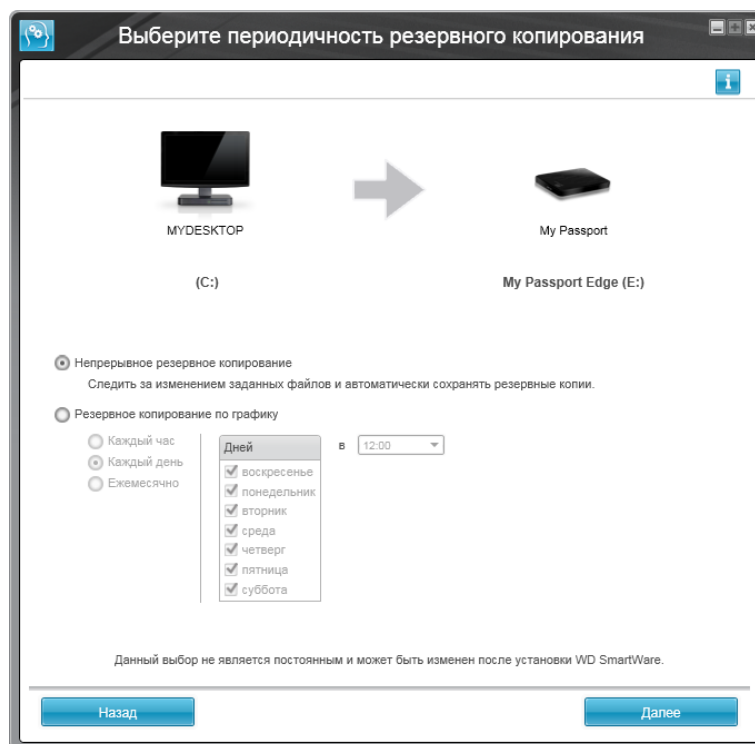 Выберите периодичность резервного копирования
MYDESKTOP
My Passport
(C:)
My Passport Edge (E:)
Непрерывное резервное копирование
Следить за изменением заданных файлов и автоматически сохранять резервные копии.
Резервное копирование по графику
Каждый час
Каждый день
Ежемесячно
Дней
воскресенье
понедельник
вторник
среда
четверг
пятница
суббота
в 12:00
Данный выбор не является постоянным и может быть изменен после установки WD SmartWare.
Назад
Далее